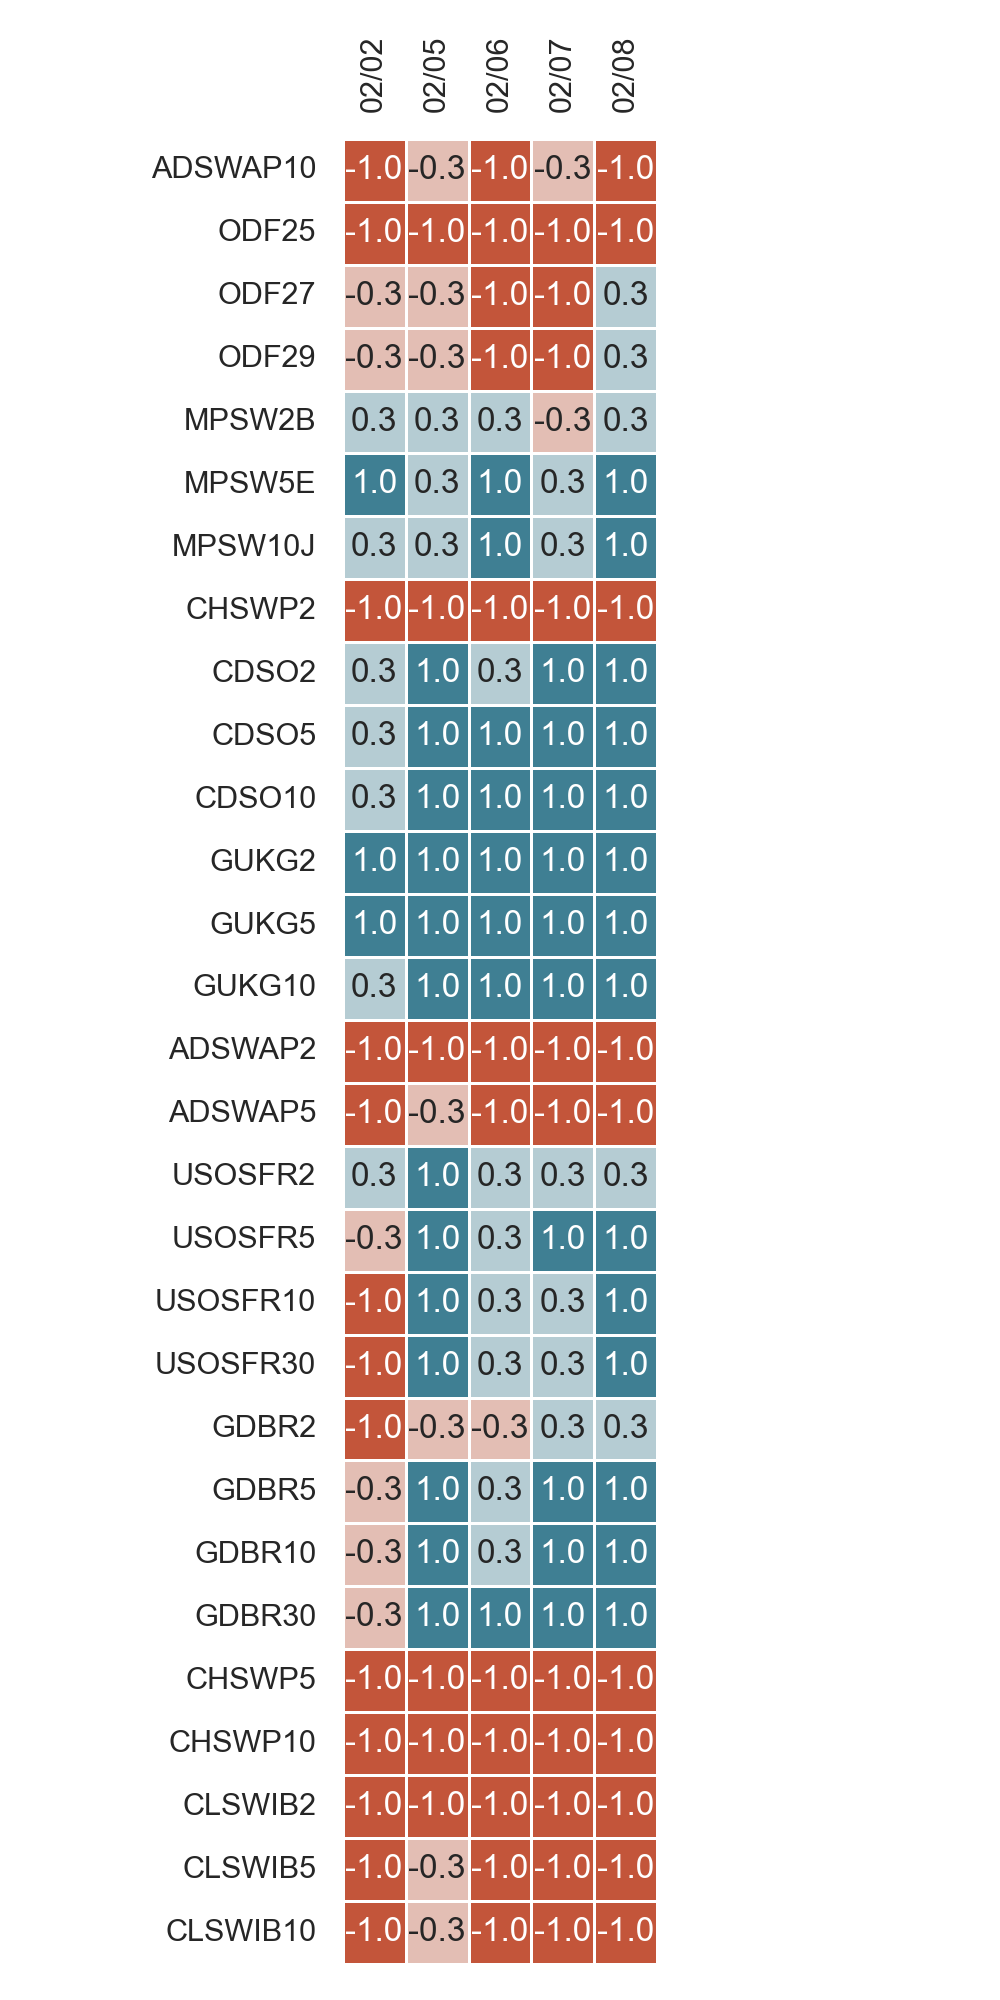 02/02 02/05 02/06 02/07 02/08
ADSWAP10 -1.0 -0.3 -1.0 -0.3 -1.0
ODF25 -1.0 -1.0 -1.0 -1.0 -1.0
ODF27 -0.3 -0.3 -1.0 -1.0 0.3
ODF29 -0.3 -0.3 -1.0 -1.0 0.3
MPSW2B 0.3 0.3 0.3 -0.3 0.3
MPSW5E 1.0 0.3 1.0 0.3 1.0
MPSW10J 0.3 0.3 1.0 0.3 1.0
CHSWP2 -1.0 -1.0 -1.0 -1.0 -1.0
CDSO2 0.3 1.0 0.3 1.0 1.0
CDSO5 0.3 1.0 1.0 1.0 1.0
CDSO10 0.3 1.0 1.0 1.0 1.0
GUKG2 1.0 1.0 1.0 1.0 1.0
GUKG5 1.0 1.0 1.0 1.0 1.0
GUKG10 0.3 1.0 1.0 1.0 1.0
ADSWAP2 -1.0 -1.0 -1.0 -1.0 -1.0
ADSWAP5 -1.0 -0.3 -1.0 -1.0 -1.0
USOSFR2 0.3 1.0 0.3 0.3 0.3
USOSFR5 -0.3 1.0 0.3 1.0 1.0
USOSFR10 -1.0 1.0 0.3 0.3 1.0
USOSFR30 -1.0 1.0 0.3 0.3 1.0
GDBR2 -1.0 -0.3 -0.3 0.3 0.3
GDBR5 -0.3 1.0 0.3 1.0 1.0
GDBR10 -0.3 1.0 0.3 1.0 1.0
GDBR30 -0.3 1.0 1.0 1.0 1.0
CHSWP5 -1.0 -1.0 -1.0 -1.0 -1.0
CHSWP10 -1.0 -1.0 -1.0 -1.0 -1.0
CLSWIB2 -1.0 -1.0 -1.0 -1.0 -1.0
CLSWIB5 -1.0 -0.3 -1.0 -1.0 -1.0
CLSWIB10 -1.0 -0.3 -1.0 -1.0 -1.0